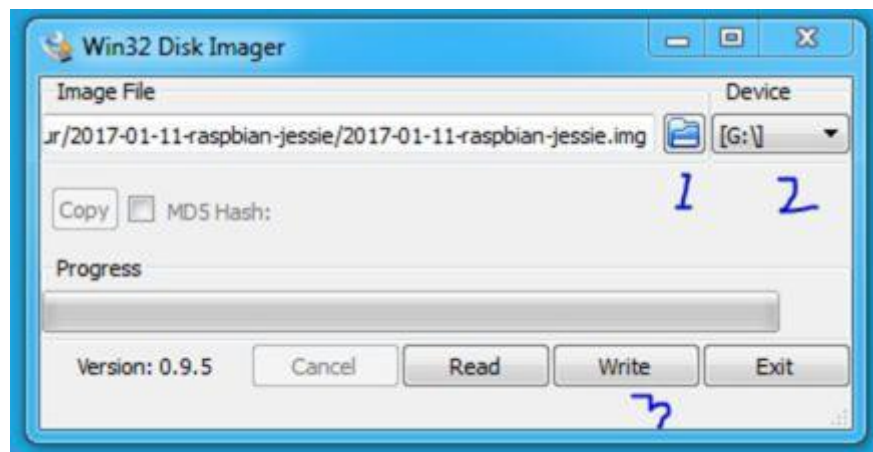 Win32 Disk Imager
Image File
Device
ur/2017-01-11-raspbian-jessie/2017-01-11-raspbian-jessie.img
[G:\]
1
2
Copy
MD5 Hash:
Progress
Version: 0.9.5
Cancel
Read
Write
Exit
3